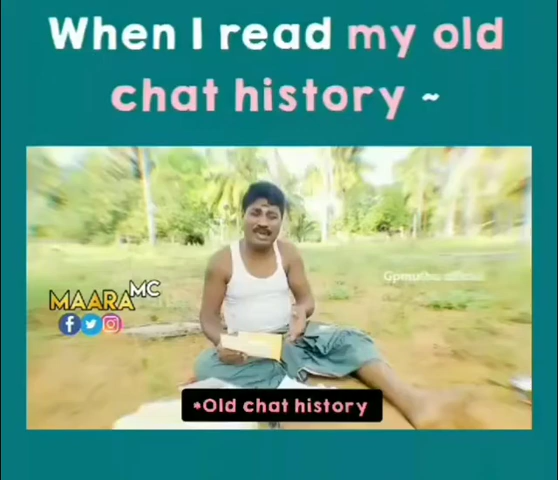 When I read my old
chat history ~
MAARA MC
*Old chat history